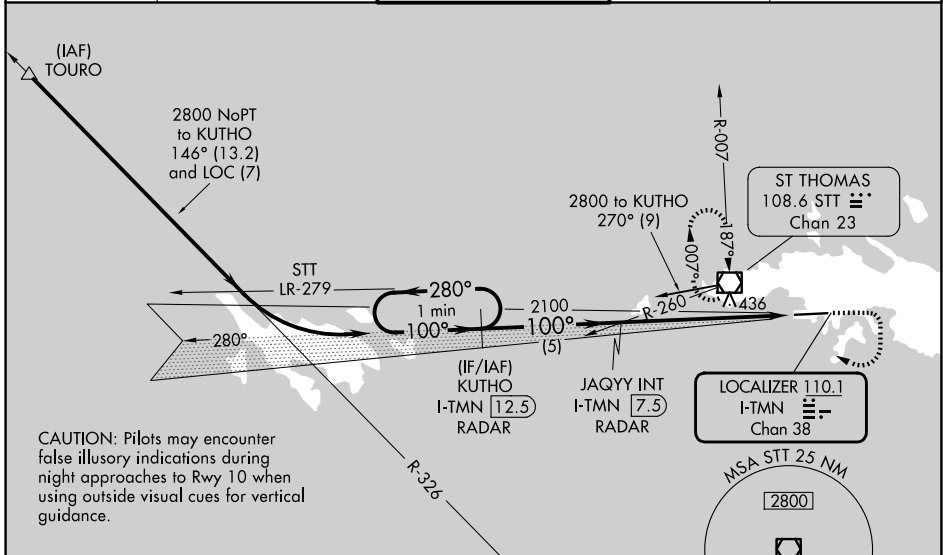 (IAF)
TOURO
2800 NoPT
to KUTHO
146° (13.2)
and LOC (7)
R-007
ST THOMAS
108.6 STT
Chan 23
2800 to KUTHO
270° (9)
187°
007°
STT
LR-279
280°
1 min
100°
2100
R-260
436
280°
100°
(5)
(IF/IAF)
KUTHO
I-TMN 12.5
RADAR
JAQYY INT
I-TMN 7.5
RADAR
LOCALIZER 110.1
I-TMN
Chan 38
CAUTION: Pilots may encounter
false illusory indications during
night approaches to Rwy 10 when
using outside visual cues for vertical
guidance.
R-326
MSA STT 25 NM
2800